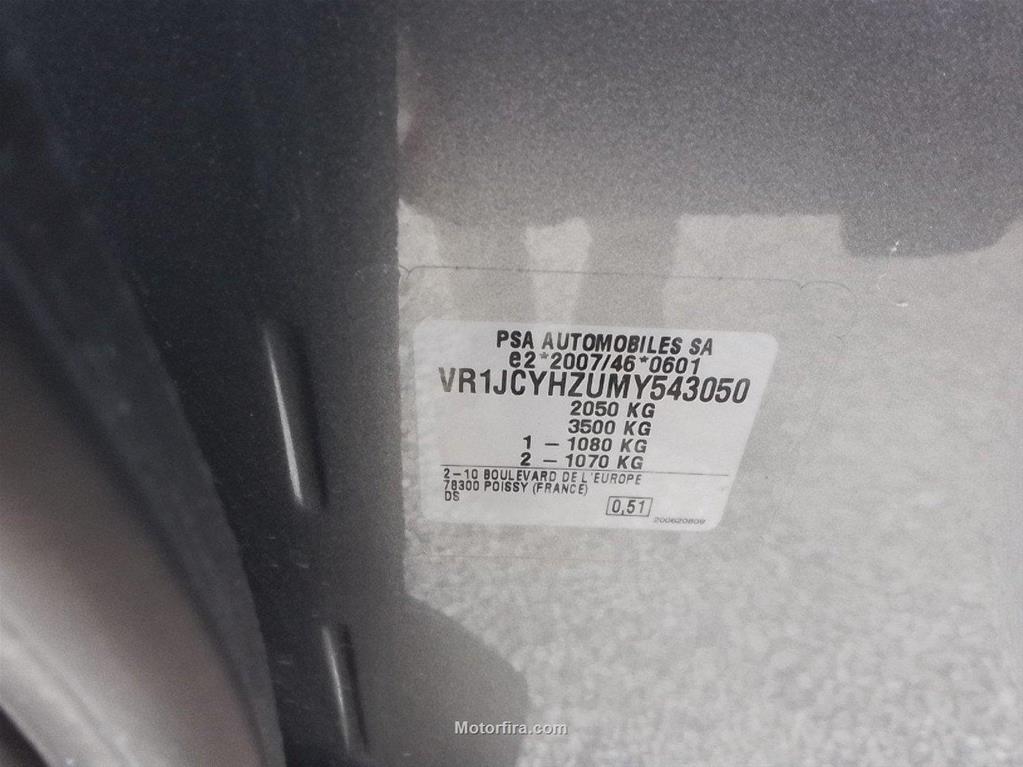 PSA AUTOMOBILES SA
e2*2007/46*0601
VR1JCYHZUMY543050
2050 KG
3500 KG
1 – 1080 KG
2 – 1070 KG
2–10 BOULEVARD DE L'EUROPE
78300 POISSY (FRANCE)
DS
0,51
200620809
Motorfira.com